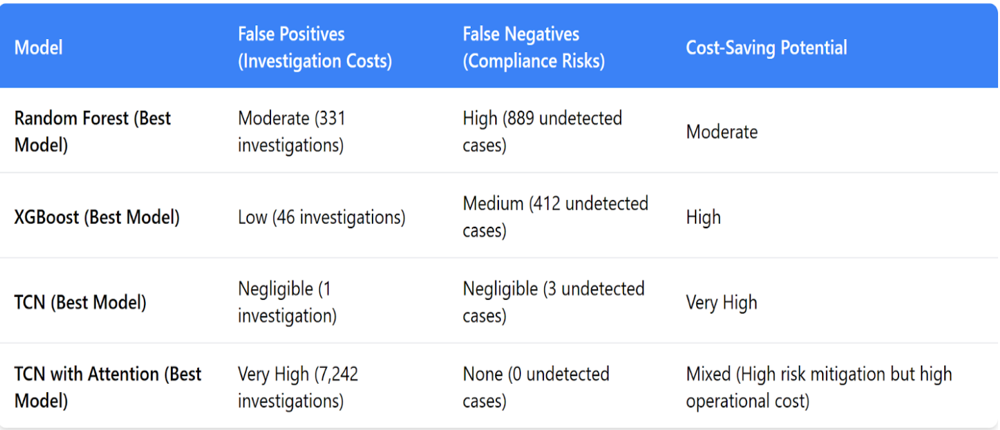 Model
False Positives
(Investigation Costs)
False Negatives
(Compliance Risks)
Cost-Saving Potential
Random Forest (Best
Model)
Moderate (331
investigations)
High (889 undetected
cases)
Moderate
XGBoost (Best Model)
Low (46 investigations)
Medium (412 undetected
cases)
High
TCN (Best Model)
Negligible (1
investigation)
Negligible (3 undetected
cases)
Very High
TCN with Attention (Best
Model)
Very High (7,242
investigations)
None (0 undetected
cases)
Mixed (High risk mitigation but high
operational cost)